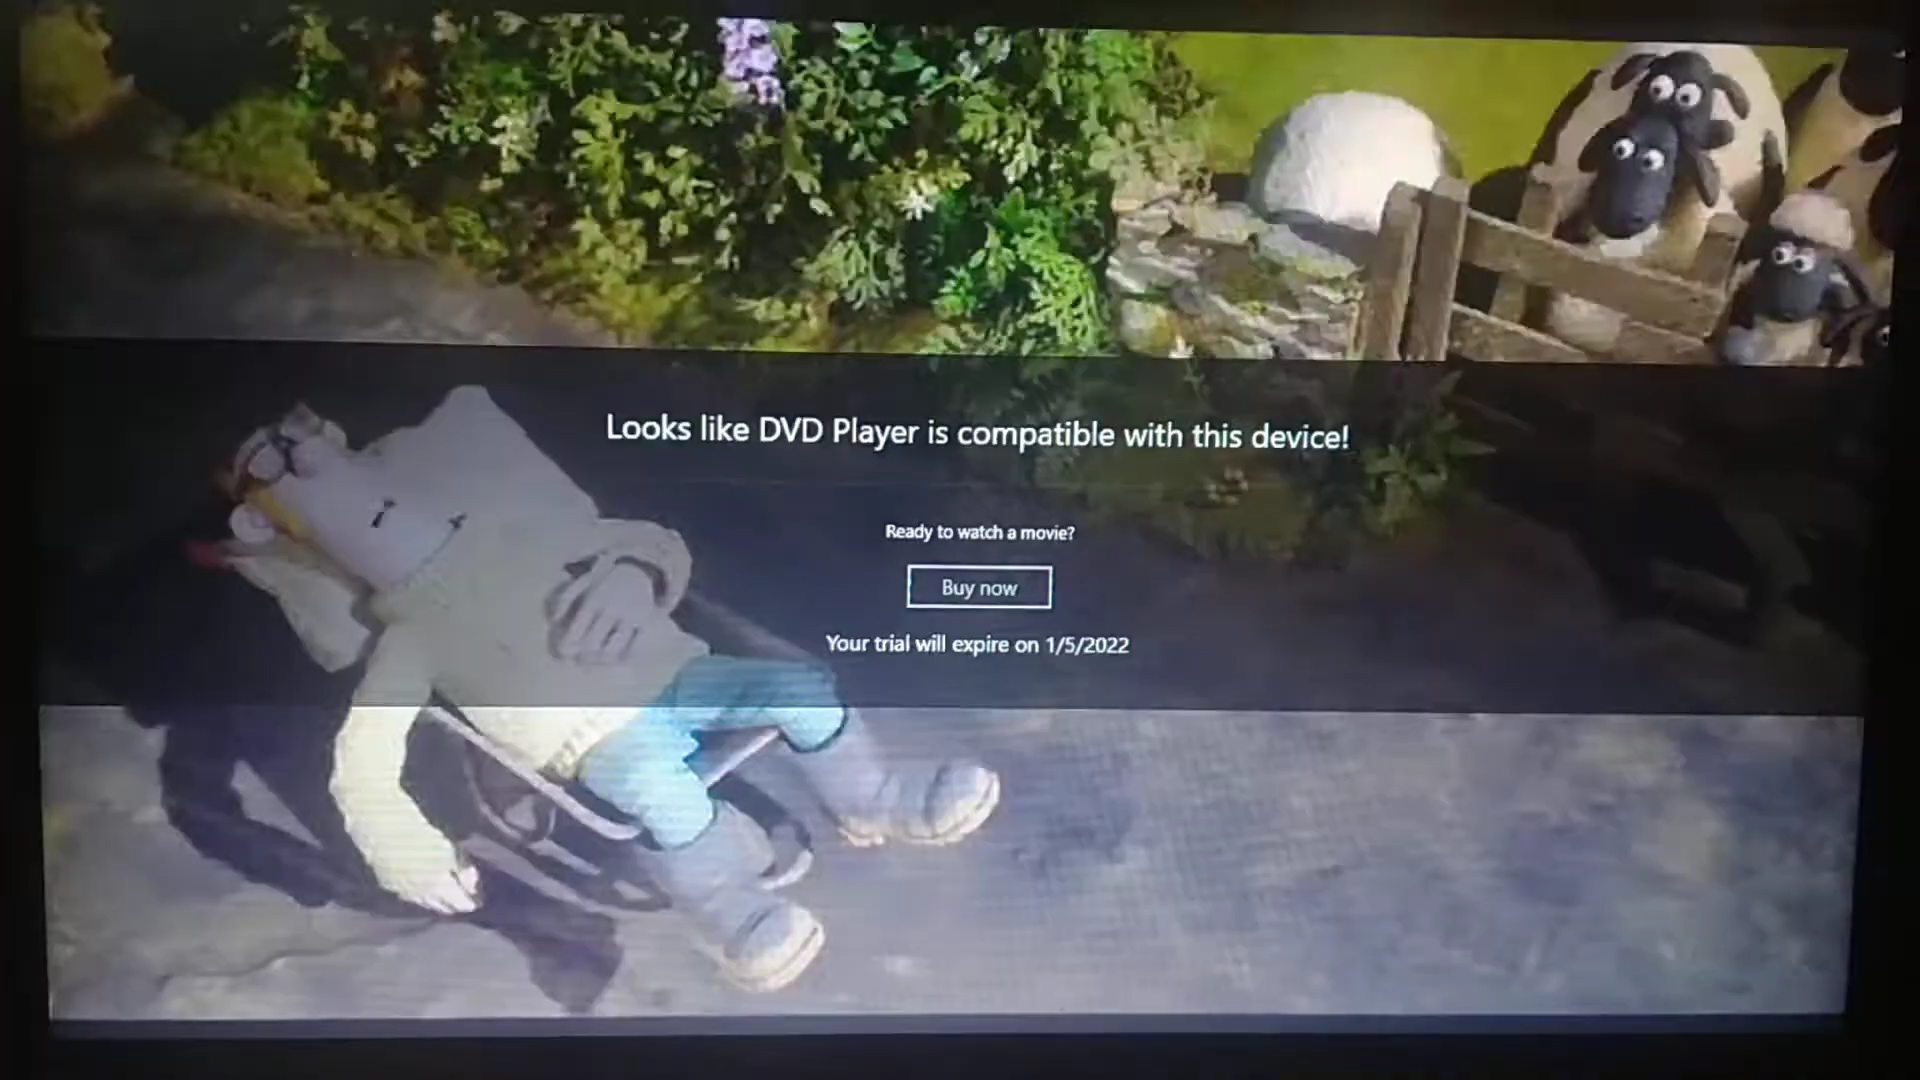 Looks like DVD Player is compatible with this device!
Ready to watch a movie?
Buy now
Your trial will expire on 1/5/2022